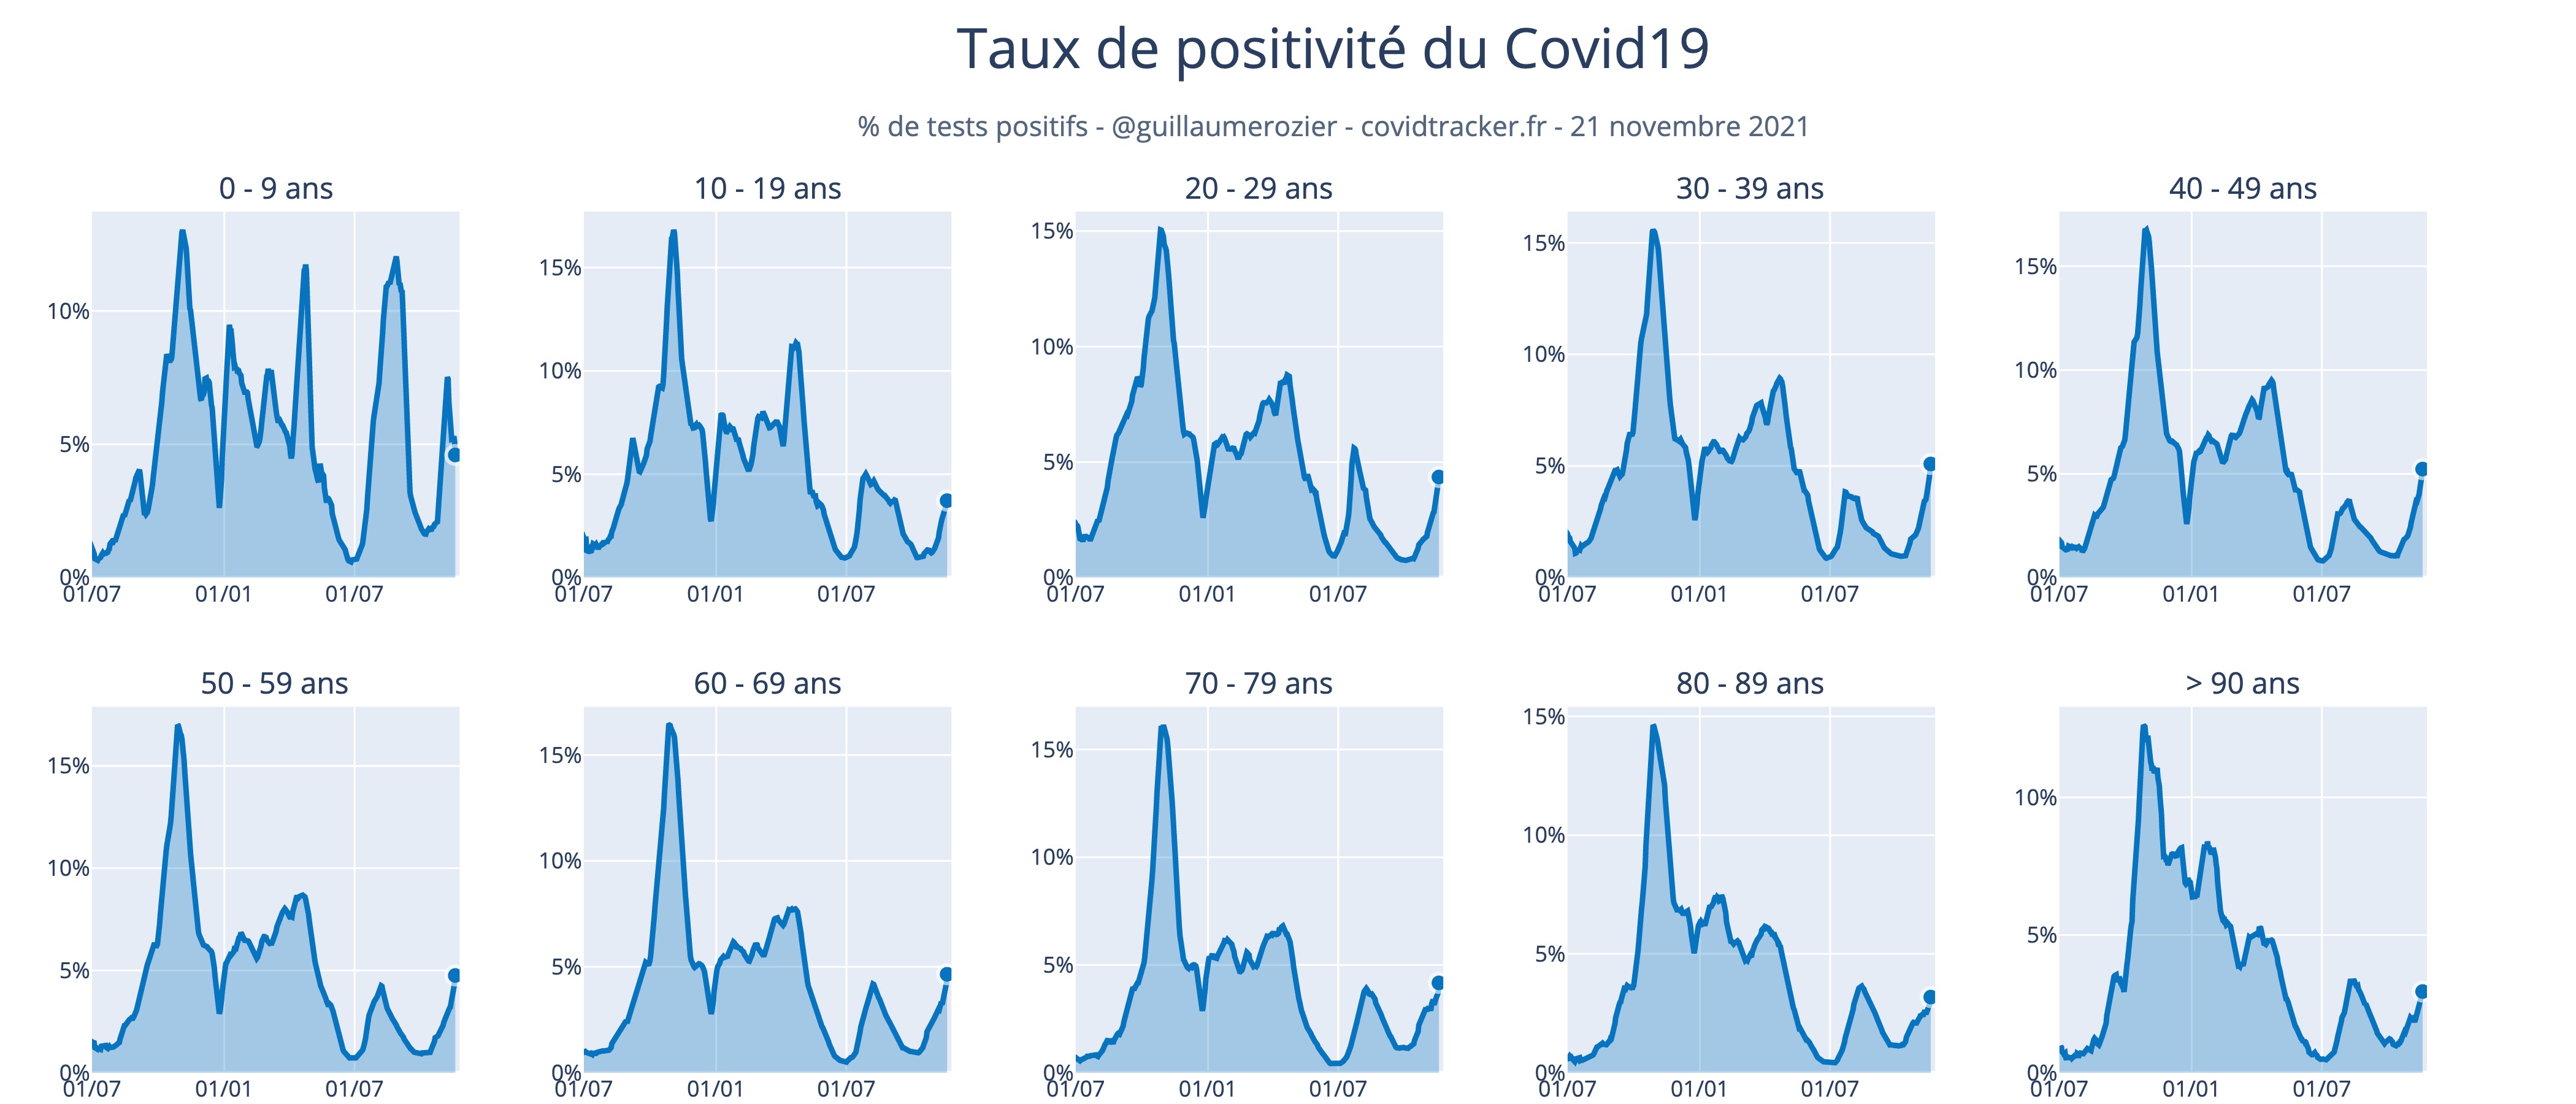 Taux de positivité du Covid19
% de tests positifs - @guillaumerozier - covidtracker.fr - 21 novembre 2021
0 - 9 ans
10%
5%
0%
01/07 01/01 01/07
10 - 19 ans
15%
10%
5%
0%
01/07 01/01 01/07
20 - 29 ans
15%
10%
5%
0%
01/07 01/01 01/07
30 - 39 ans
15%
10%
5%
0%
01/07 01/01 01/07
40 - 49 ans
15%
10%
5%
0%
01/07 01/01 01/07
50 - 59 ans
15%
10%
5%
0%
01/07 01/01 01/07
60 - 69 ans
15%
10%
5%
0%
01/07 01/01 01/07
70 - 79 ans
15%
10%
5%
0%
01/07 01/01 01/07
80 - 89 ans
15%
10%
5%
0%
01/07 01/01 01/07
> 90 ans
10%
5%
0%
01/07 01/01 01/07